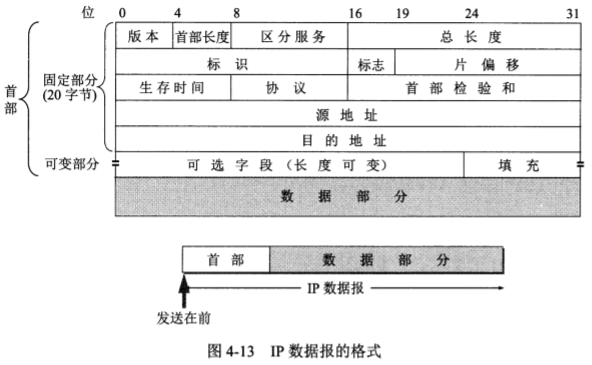 位 0 4 8 16 19 24 31
版本 首部长度 区分服务 总长度
标识 标志 片偏移
生存时间 协议 首部检验和
源地址
目的地址
可选字段（长度可变） 填充
数据部分
首部
固定部分
(20 字节)
可变部分
首部 数据部分
IP 数据报
发送在前
图 4-13 IP 数据报的格式